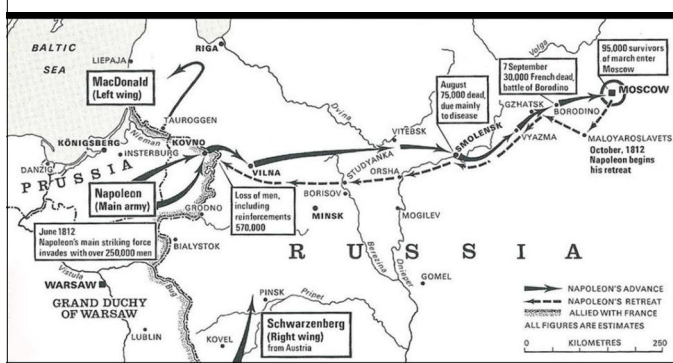 BALTIC
SEA
LIEPAJA
RIGA
MacDonald
(Left wing)
TAUROGGEN
Nieman
KÖNIGSBERG
INSTERBURG
KOVNO
DANZIG
PRUSSIA
Napoleon
(Main army)
GRODNO
June 1812
Napoleon's main striking force
invades with over 250,000 men
BIALYSTOK
Vistula
WARSAW
GRAND DUCHY
OF WARSAW
Bug
LUBLIN
KOVEL
PINSK
Pripet
Schwarzenberg
(Right wing)
from Austria
Loss of men,
including
reinforcements
570,000
VILNA
Dvina
VITEBSK
STUDYANKA
ORSHA
BORISOV
MINSK
MOGILEV
Berezina
Dnieper
GOMEL
RUSSIA
August
75,000 dead,
due mainly
to disease
SMOLENSK
7 September
30,000 French dead,
battle of Borodino
Volga
GZHATSK
BORODINO
VYAZMA
95,000 survivors
of march enter
Moscow
MOSCOW
MALOYAROSLAVETS
October, 1812
Napoleon begins
his retreat
NAPOLEON'S ADVANCE
NAPOLEON'S RETREAT
ALLIED WITH FRANCE
ALL FIGURES ARE ESTIMATES
0 KILOMETRES 250